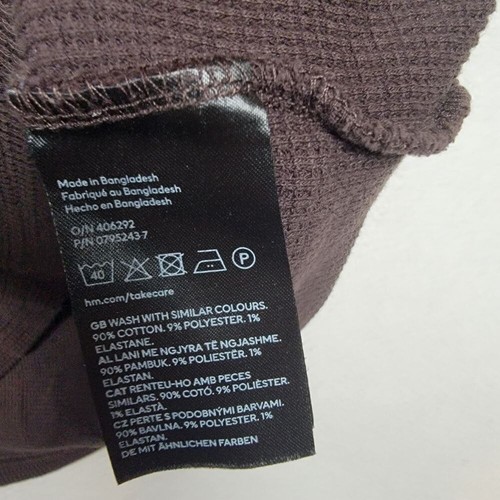 Made in Bangladesh
Fabriqué au Bangladesh
Hecho en Bangladesh
O/N 406292
P/N 0795243-7
40
P
hm.com/takecare
GB WASH WITH SIMILAR COLOURS.
90% COTTON. 9% POLYESTER. 1%
ELASTANE.
AL LANI ME NGJYRA TË NGJASHME.
90% PAMBUK. 9% POLIESTËR. 1%
ELASTAN.
CAT RENTEU-HO AMB PECES
SIMILARS. 90% COTÓ. 9% POLIÈSTER.
1% ELASTÀ.
CZ PERTE S PODOBNÝMI BARVAMI.
90% BAVLNA. 9% POLYESTER. 1%
ELASTAN.
DE MIT ÄHNLICHEN FARBEN